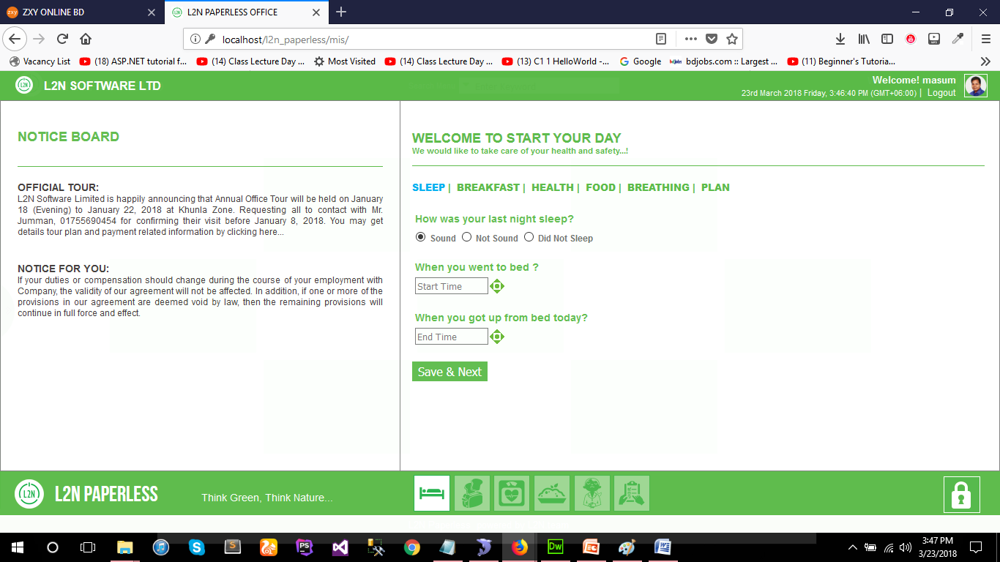 zxy ZXY ONLINE BD
L2N PAPERLESS OFFICE
localhost/l2n_paperless/mis/
Vacancy List
(18) ASP.NET tutorial f...
(14) Class Lecture Day ...
Most Visited
(14) Class Lecture Day ...
(13) C1 1 HelloWorld -...
Google
bdjobs bdjobs.com :: Largest ...
(11) Beginner's Tutoria...
L2N L2N SOFTWARE LTD
Welcome! masum
23rd March 2018 Friday, 3:46:40 PM (GMT+06:00) | Logout
NOTICE BOARD
OFFICIAL TOUR:
L2N Software Limited is happily announcing that Annual Office Tour will be held on January
18 (Evening) to January 22, 2018 at Khunla Zone. Requesting all to contact with Mr.
Jumman, 01755690454 for confirming their visit before January 8, 2018. You may get
details tour plan and payment related information by clicking here...
NOTICE FOR YOU:
If your duties or compensation should change during the course of your employment with
Company, the validity of our agreement will not be affected. In addition, if one or more of the
provisions in our agreement are deemed void by law, then the remaining provisions will
continue in full force and effect.
WELCOME TO START YOUR DAY
We would like to take care of your health and safety...!
SLEEP | BREAKFAST | HEALTH | FOOD | BREATHING | PLAN
How was your last night sleep?
Sound Not Sound Did Not Sleep
When you went to bed ?
Start Time
When you got up from bed today?
End Time
Save & Next
L2N L2N PAPERLESS
Think Green, Think Nature...
S
PS
Dw
3:47 PM
3/23/2018